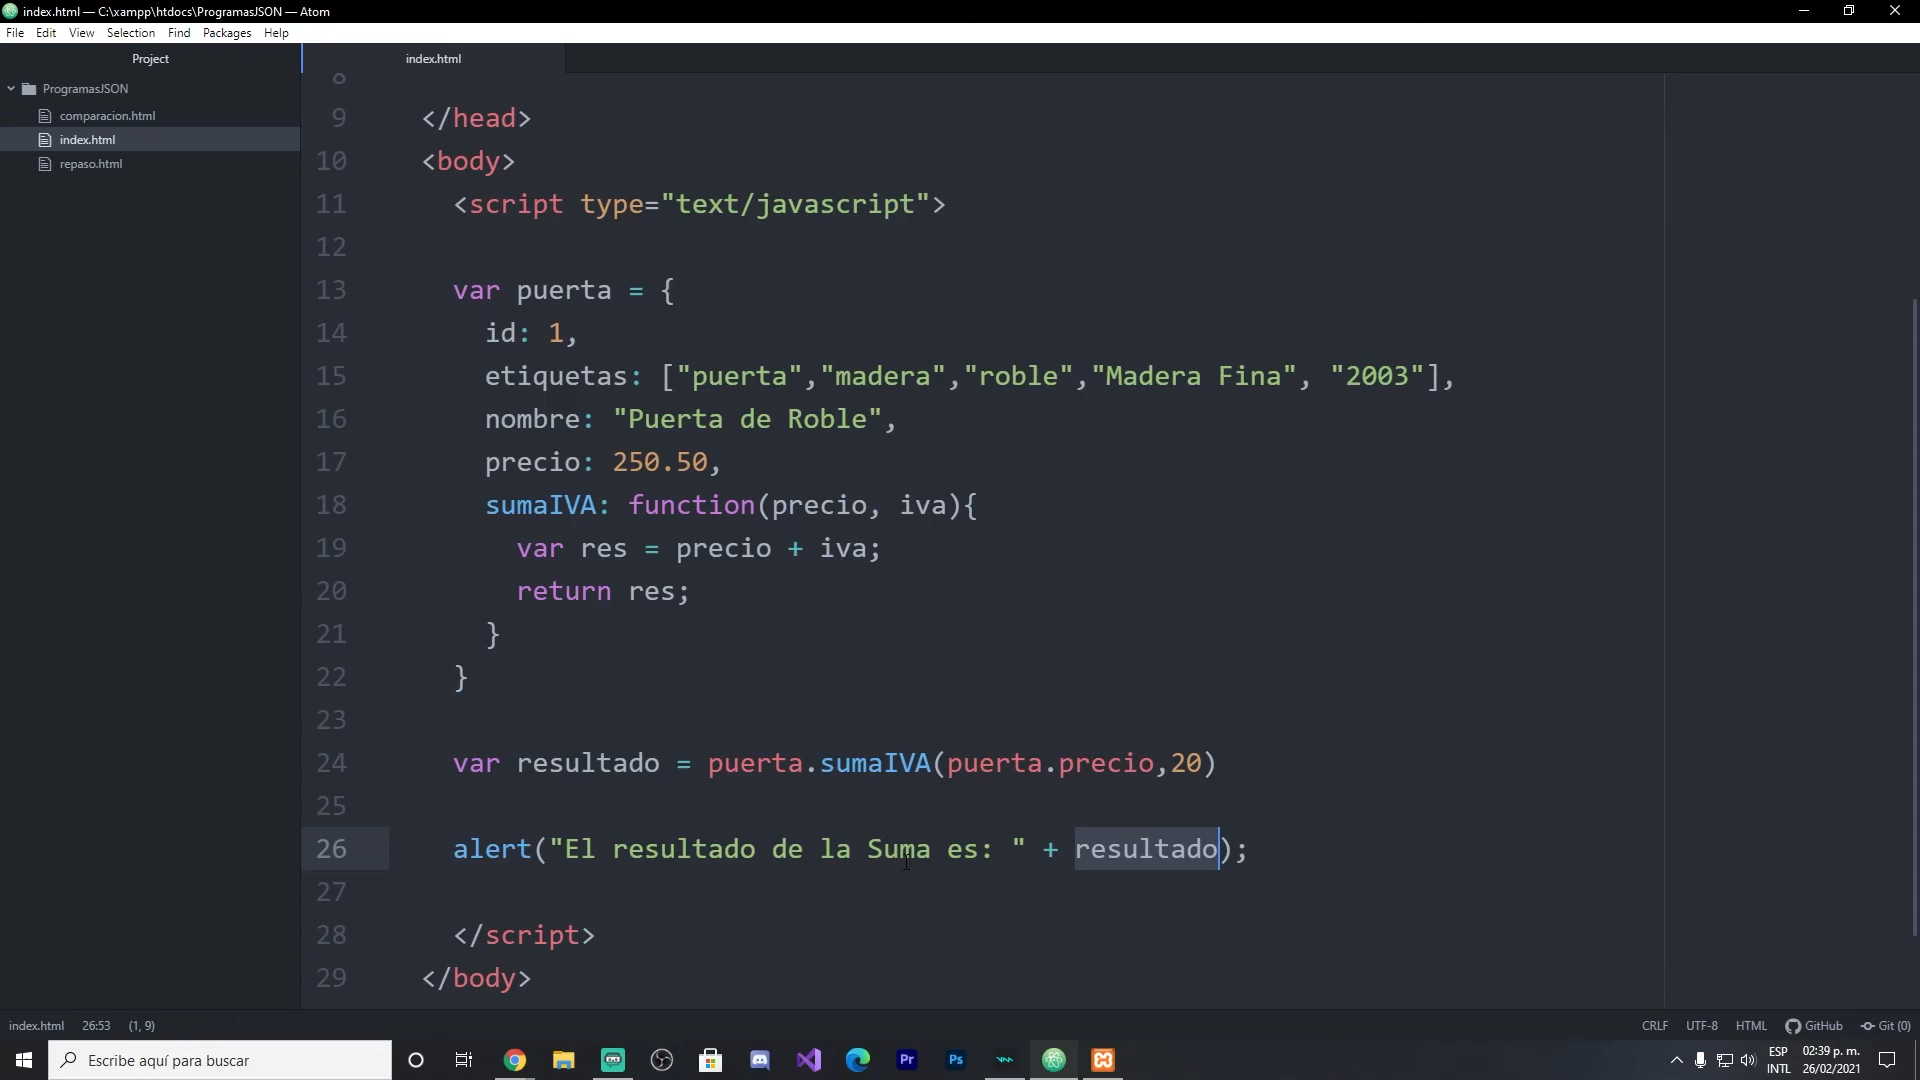 index.html — C:\xampp\htdocs\ProgramasJSON — Atom
File Edit View Selection Find Packages Help
Project
index.html
ProgramasJSON
comparacion.html
index.html
repaso.html
8
9 </head>
10 <body>
11 <script type="text/javascript">
12
13 var puerta = {
14 id: 1,
15 etiquetas: ["puerta","madera","roble","Madera Fina", "2003"],
16 nombre: "Puerta de Roble",
17 precio: 250.50,
18 sumaIVA: function(precio, iva){
19 var res = precio + iva;
20 return res;
21 }
22 }
23
24 var resultado = puerta.sumaIVA(puerta.precio,20)
25
26 alert("El resultado de la Suma es: " + resultado);
27
28 </script>
29 </body>
index.html 26:53 (1, 9) CRLF UTF-8 HTML GitHub Git (0)
Escribe aquí para buscar
Pr
Ps
ESP
INTL
02:39 p. m.
26/02/2021